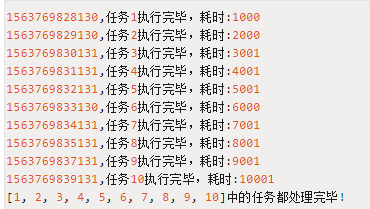 1563769828130,任务1执行完毕，耗时:1000
1563769829130,任务2执行完毕，耗时:2000
1563769830131,任务3执行完毕，耗时:3001
1563769831131,任务4执行完毕，耗时:4001
1563769832131,任务5执行完毕，耗时:5001
1563769833130,任务6执行完毕，耗时:6000
1563769834131,任务7执行完毕，耗时:7001
1563769835131,任务8执行完毕，耗时:8001
1563769837131,任务9执行完毕，耗时:9001
1563769839131,任务10执行完毕，耗时:10001
[1, 2, 3, 4, 5, 6, 7, 8, 9, 10]中的任务都处理完毕!